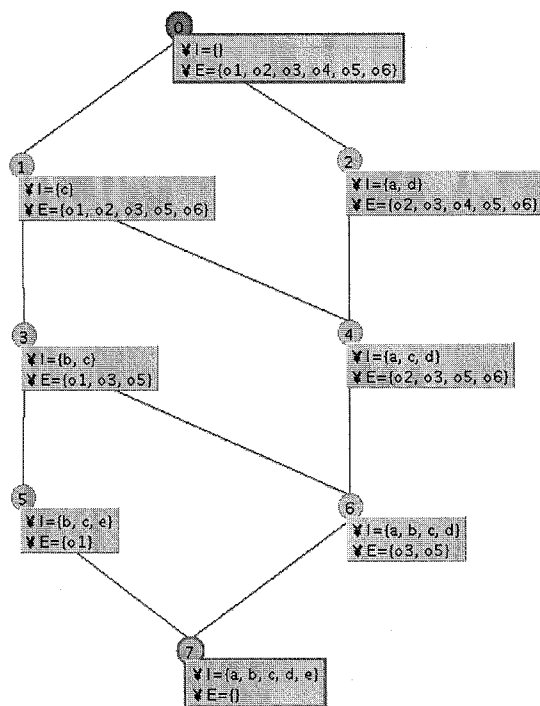 0
¥ I={}
¥ E={o1, o2, o3, o4, o5, o6}
1
¥ I={c}
¥ E={o1, o2, o3, o5, o6}
2
¥ I={a, d}
¥ E={o2, o3, o4, o5, o6}
3
¥ I={b, c}
¥ E={o1, o3, o5}
4
¥ I={a, c, d}
¥ E={o2, o3, o5, o6}
5
¥ I={b, c, e}
¥ E={o1}
6
¥ I={a, b, c, d}
¥ E={o3, o5}
7
¥ I={a, b, c, d, e}
¥ E={}